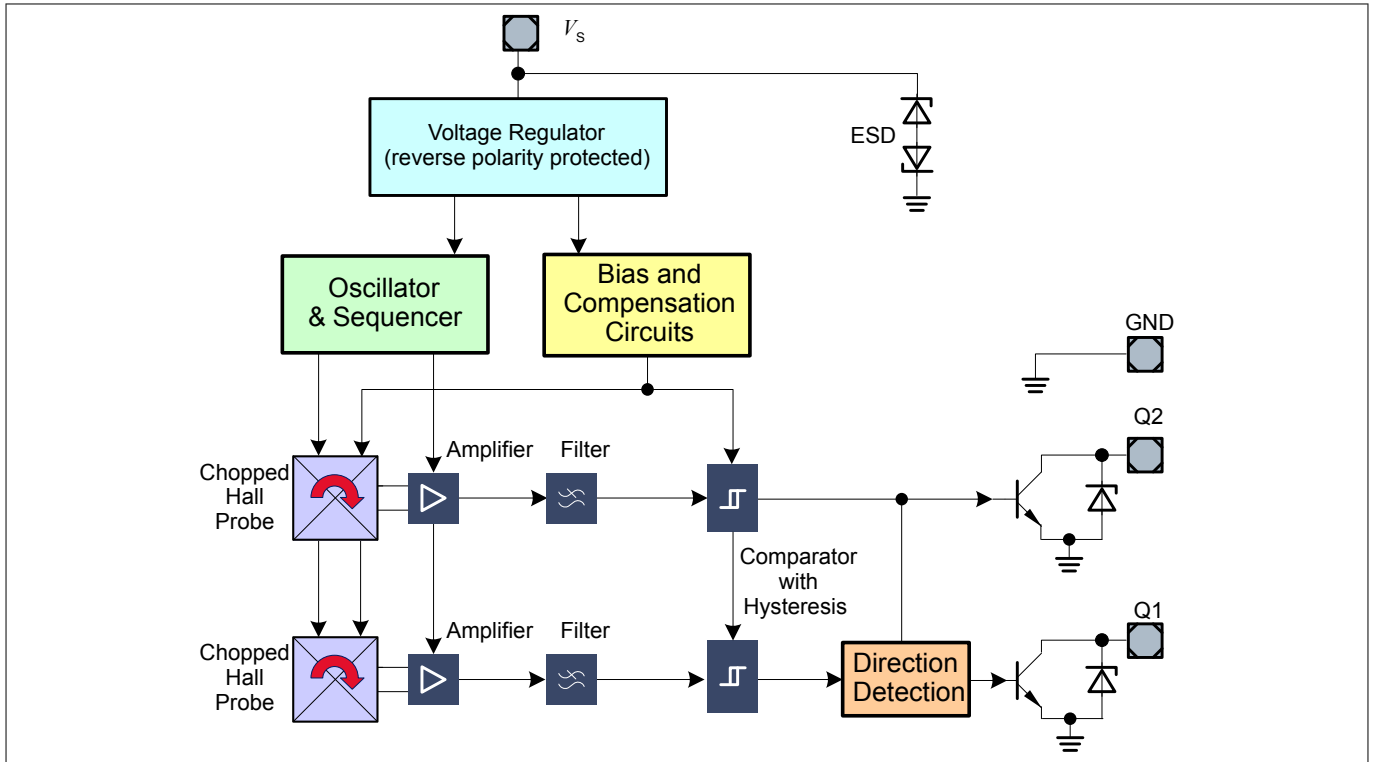 VS
Voltage Regulator
(reverse polarity protected)
ESD
Oscillator
& Sequencer
Bias and
Compensation
Circuits
GND
Q2
Amplifier
Filter
Chopped
Hall
Probe
Comparator
with
Hysteresis
Q1
Amplifier
Filter
Chopped
Hall
Probe
Direction
Detection